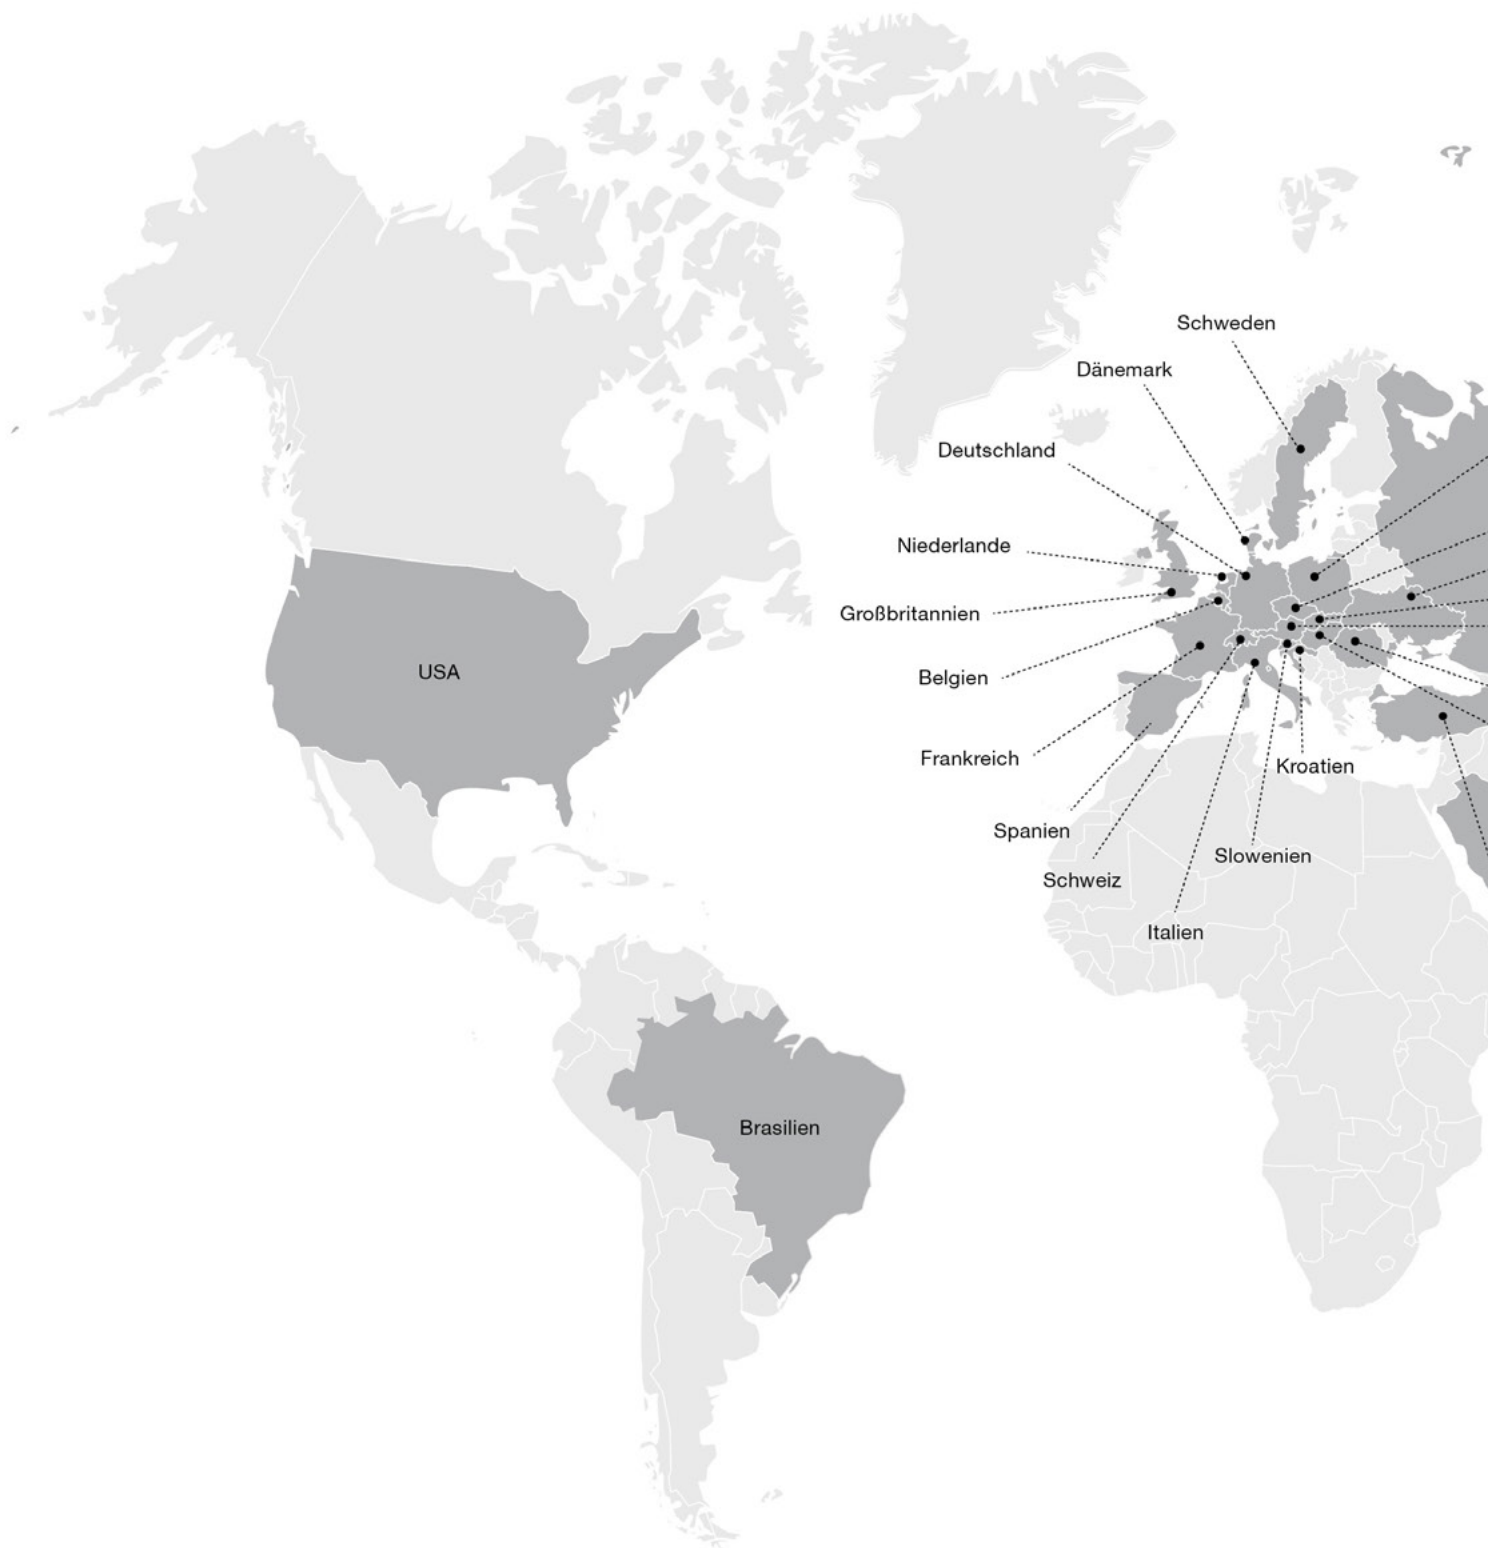 Schweden
Dänemark
Deutschland
Niederlande
Großbritannien
USA
Belgien
Frankreich
Kroatien
Spanien
Slowenien
Schweiz
Italien
Brasilien